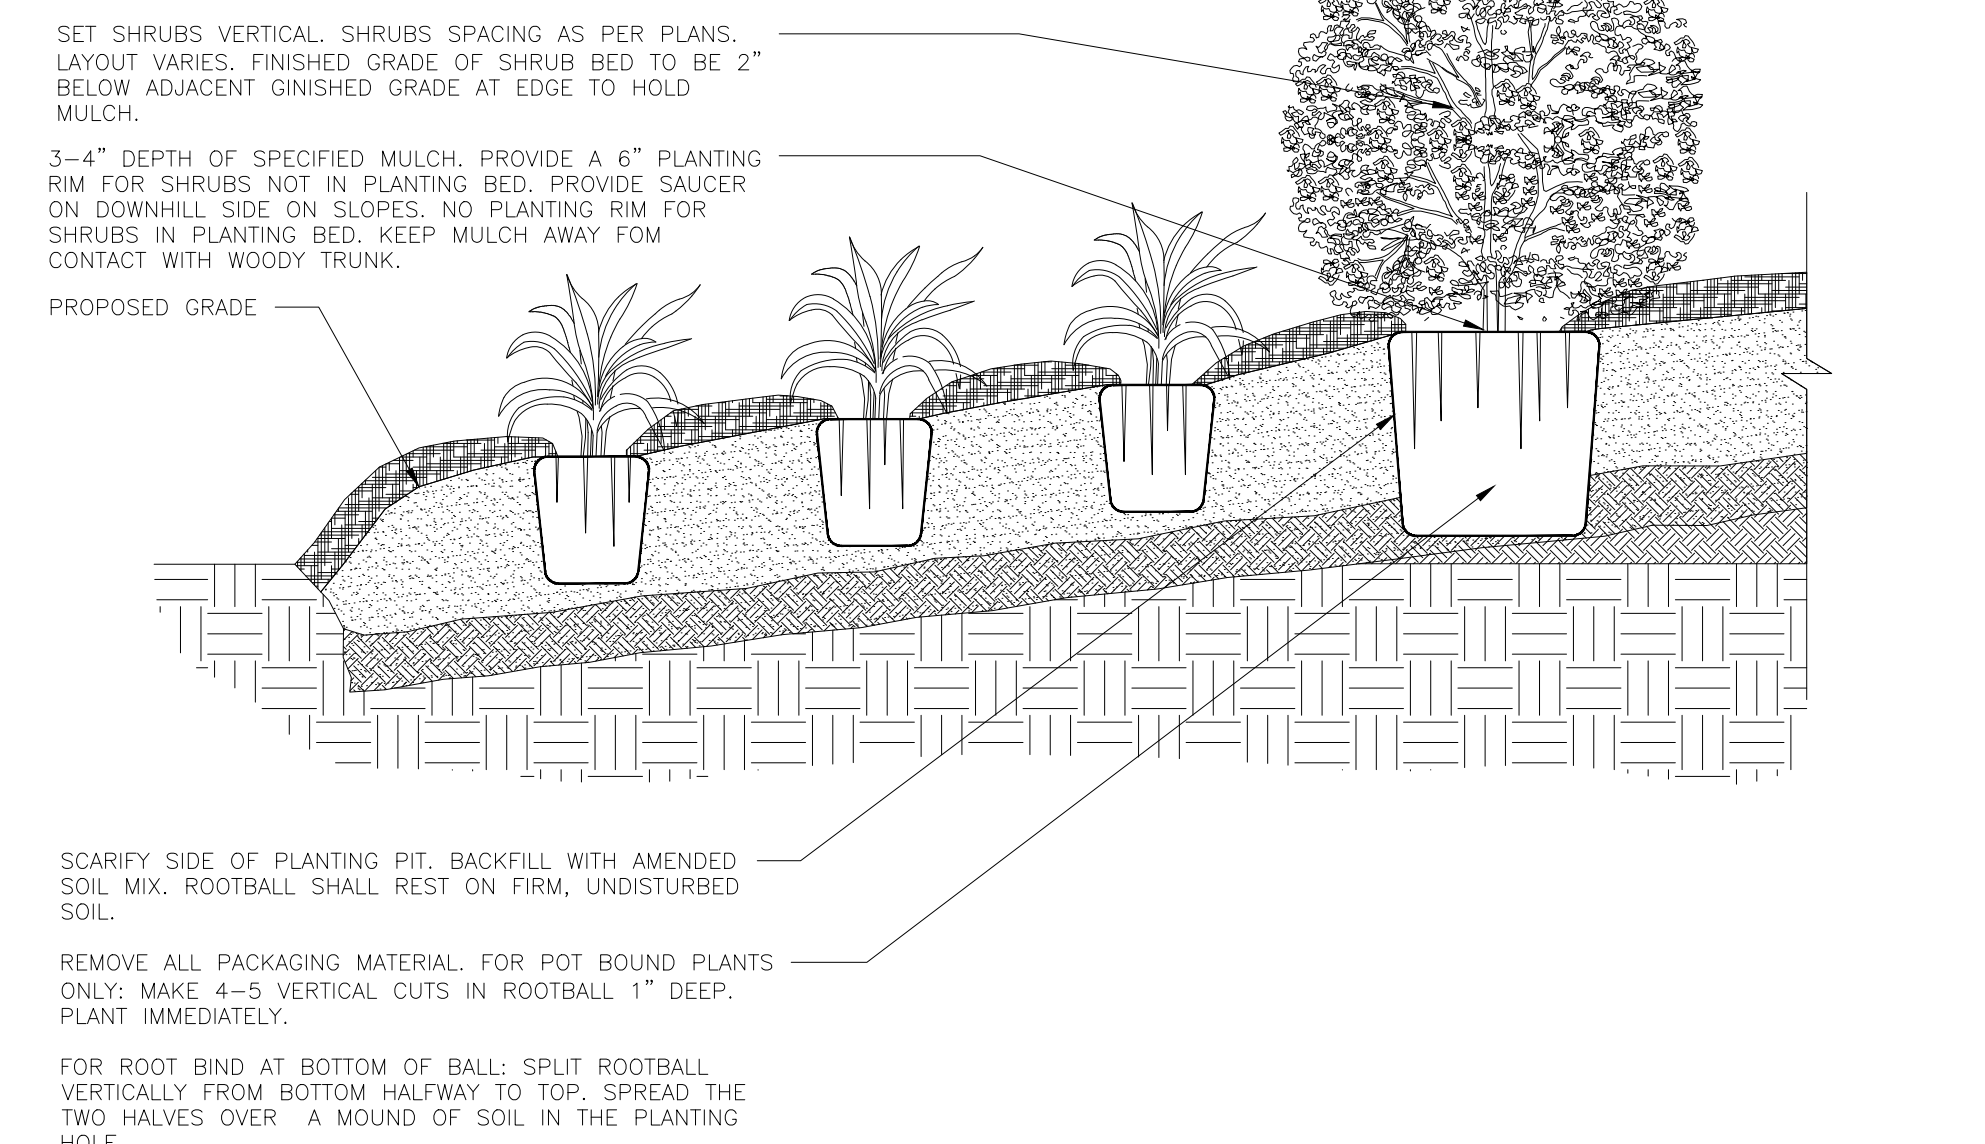 SET SHRUBS VERTICAL. SHRUBS SPACING AS PER PLANS.
LAYOUT VARIES. FINISHED GRADE OF SHRUB BED TO BE 2”
BELOW ADJACENT GINISHED GRADE AT EDGE TO HOLD
MULCH.
3–4” DEPTH OF SPECIFIED MULCH. PROVIDE A 6” PLANTING
RIM FOR SHRUBS NOT IN PLANTING BED. PROVIDE SAUCER
ON DOWNHILL SIDE ON SLOPES. NO PLANTING RIM FOR
SHRUBS IN PLANTING BED. KEEP MULCH AWAY FOM
CONTACT WITH WOODY TRUNK.
PROPOSED GRADE
SCARIFY SIDE OF PLANTING PIT. BACKFILL WITH AMENDED
SOIL MIX. ROOTBALL SHALL REST ON FIRM, UNDISTURBED
SOIL.
REMOVE ALL PACKAGING MATERIAL. FOR POT BOUND PLANTS
ONLY: MAKE 4–5 VERTICAL CUTS IN ROOTBALL 1” DEEP.
PLANT IMMEDIATELY.
FOR ROOT BIND AT BOTTOM OF BALL: SPLIT ROOTBALL
VERTICALLY FROM BOTTOM HALFWAY TO TOP. SPREAD THE
TWO HALVES OVER A MOUND OF SOIL IN THE PLANTING
HOLE